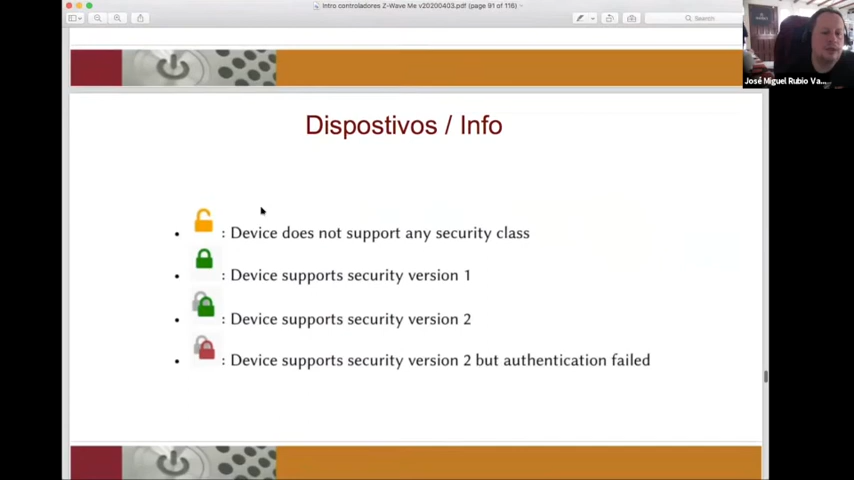 Intro controladores Z-Wave Me v20200403.pdf (page 91 of 116)
Search
José Miguel Rubio Va...
Dispostivos / Info
• : Device does not support any security class
• : Device supports security version 1
• : Device supports security version 2
• : Device supports security version 2 but authentication failed